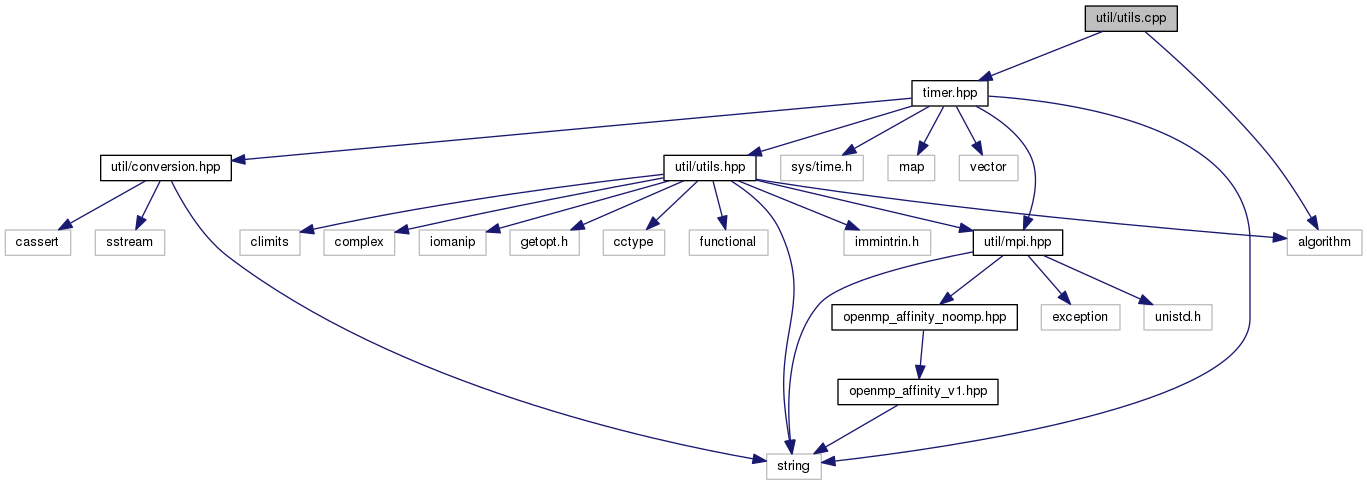 util/utils.cpp
timer.hpp
util/conversion.hpp
util/utils.hpp
sys/time.h
map
vector
cassert
sstream
climits
complex
iomanip
getopt.h
cctype
functional
immintrin.h
util/mpi.hpp
algorithm
openmp_affinity_noomp.hpp
exception
unistd.h
openmp_affinity_v1.hpp
string